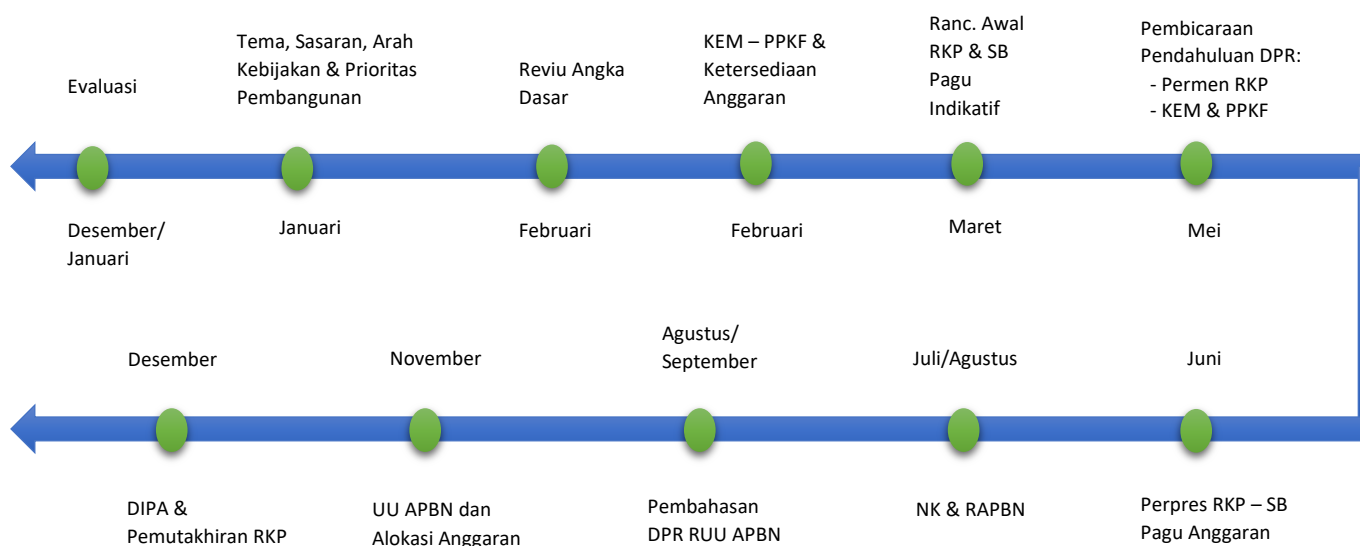 Evaluasi
Tema, Sasaran, Arah
Kebijakan & Prioritas
Pembangunan
Reviu Angka
Dasar
KEM – PPKF &
Ketersediaan
Anggaran
Ranc. Awal
RKP & SB
Pagu
Indikatif
Pembicaraan
Pendahuluan DPR:
- Permen RKP
- KEM & PPKF
Desember/
Januari
Januari
Februari
Februari
Maret
Mei
Desember
November
Agustus/
September
Juli/Agustus
Juni
DIPA &
Pemutakhiran RKP
UU APBN dan
Alokasi Anggaran
Pembahasan
DPR RUU APBN
NK & RAPBN
Perpres RKP – SB
Pagu Anggaran